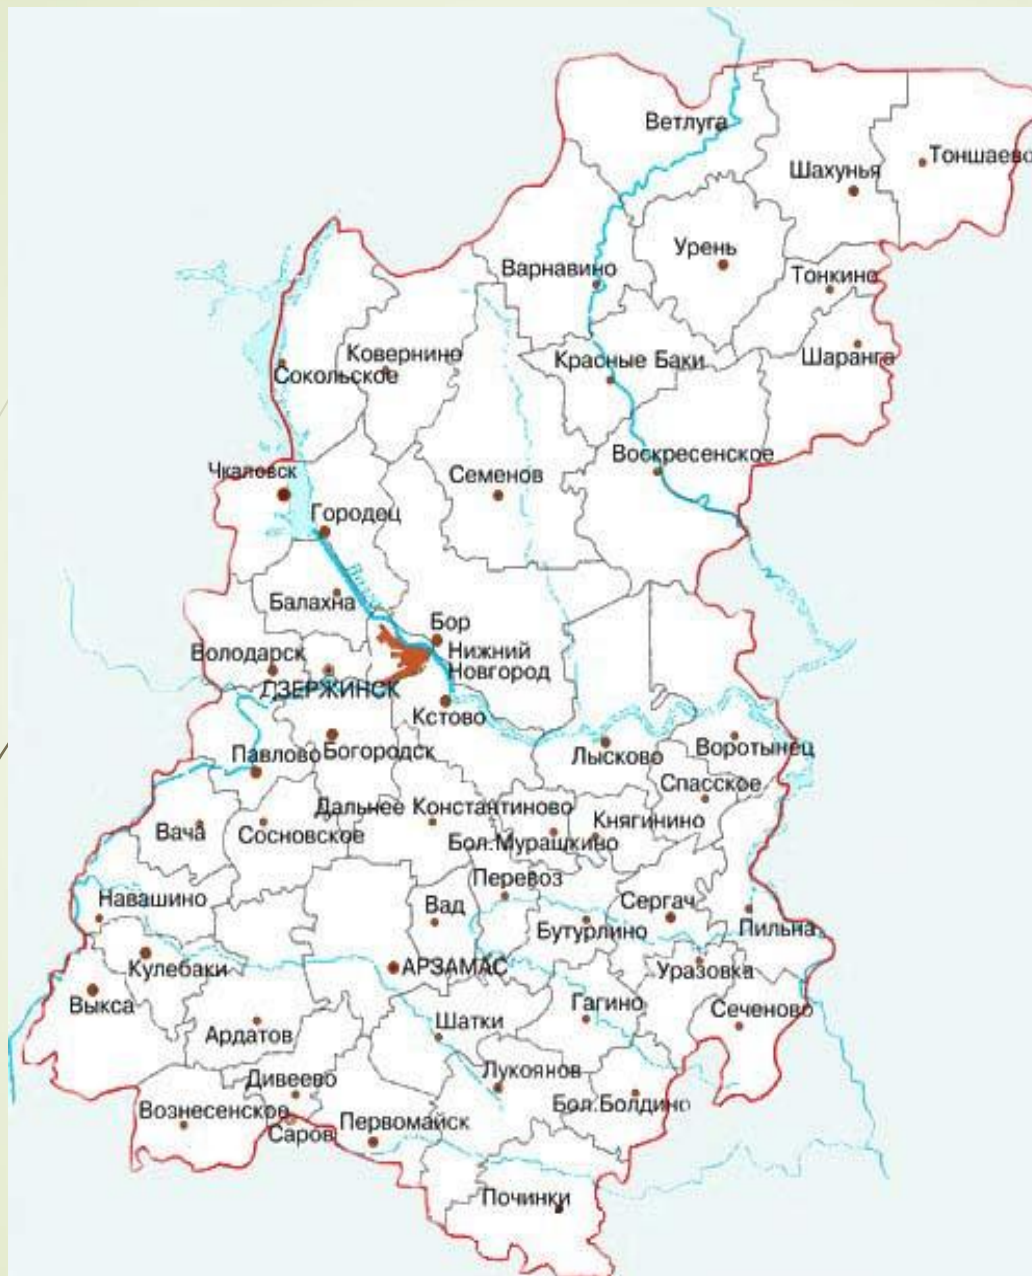 Ветлуга
Тоншаево
Шахунья
Урень
Варнавино
Тонкино
Ковернино
Красные Баки
Шаранга
Сокольское
Воскресенское
Чкаловск
Семенов
Городец
Балахна
Бор
Володарск
Нижний
Новгород
ДЗЕРЖИНСК
Кстово
Богородск
Павлово
Лысково
Воротынец
Спасское
Дальнее Константиново
Вача
Сосновское
Бол.Мурашкино
Княгинино
Перевоз
Навашино
Вад
Сергач
Бутурлино
Пильна
Кулебаки
АРЗАМАС
Уразовка
Выкса
Гагино
Сеченово
Ардатов
Шатки
Лукоянов
Дивеево
Бол.Болдино
Вознесенское
Первомайск
Саров
Починки